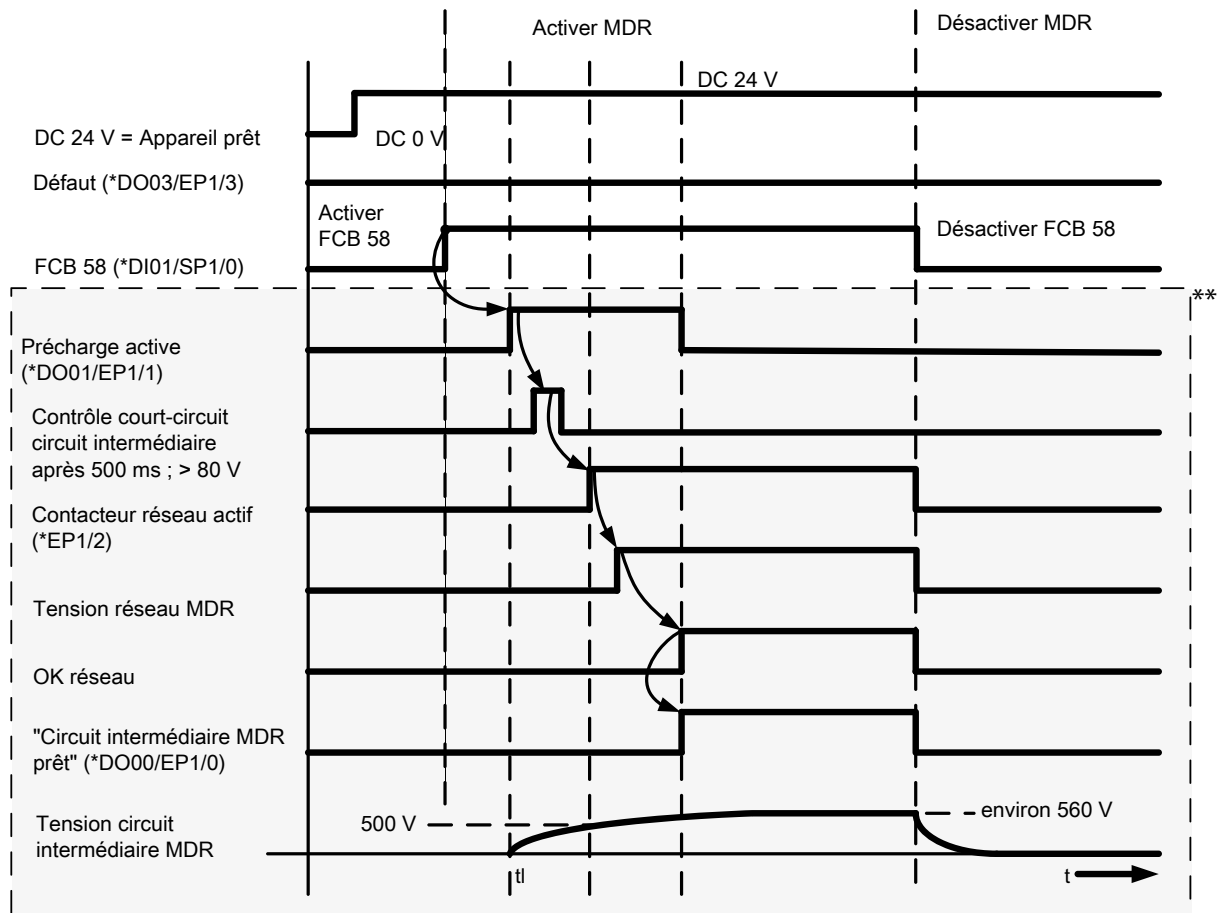 Activer MDR
Désactiver MDR
DC 24 V
DC 24 V = Appareil prêt
DC 0 V
Défaut (*DO03/EP1/3)
Activer
FCB 58
Désactiver FCB 58
FCB 58 (*DI01/SP1/0)
**
Précharge active
(*DO01/EP1/1)
Contrôle court-circuit
circuit intermédiaire
après 500 ms ; > 80 V
Contacteur réseau actif
(*EP1/2)
Tension réseau MDR
OK réseau
"Circuit intermédiaire MDR
prêt" (*DO00/EP1/0)
Tension circuit
intermédiaire MDR
500 V
environ 560 V
tl
t